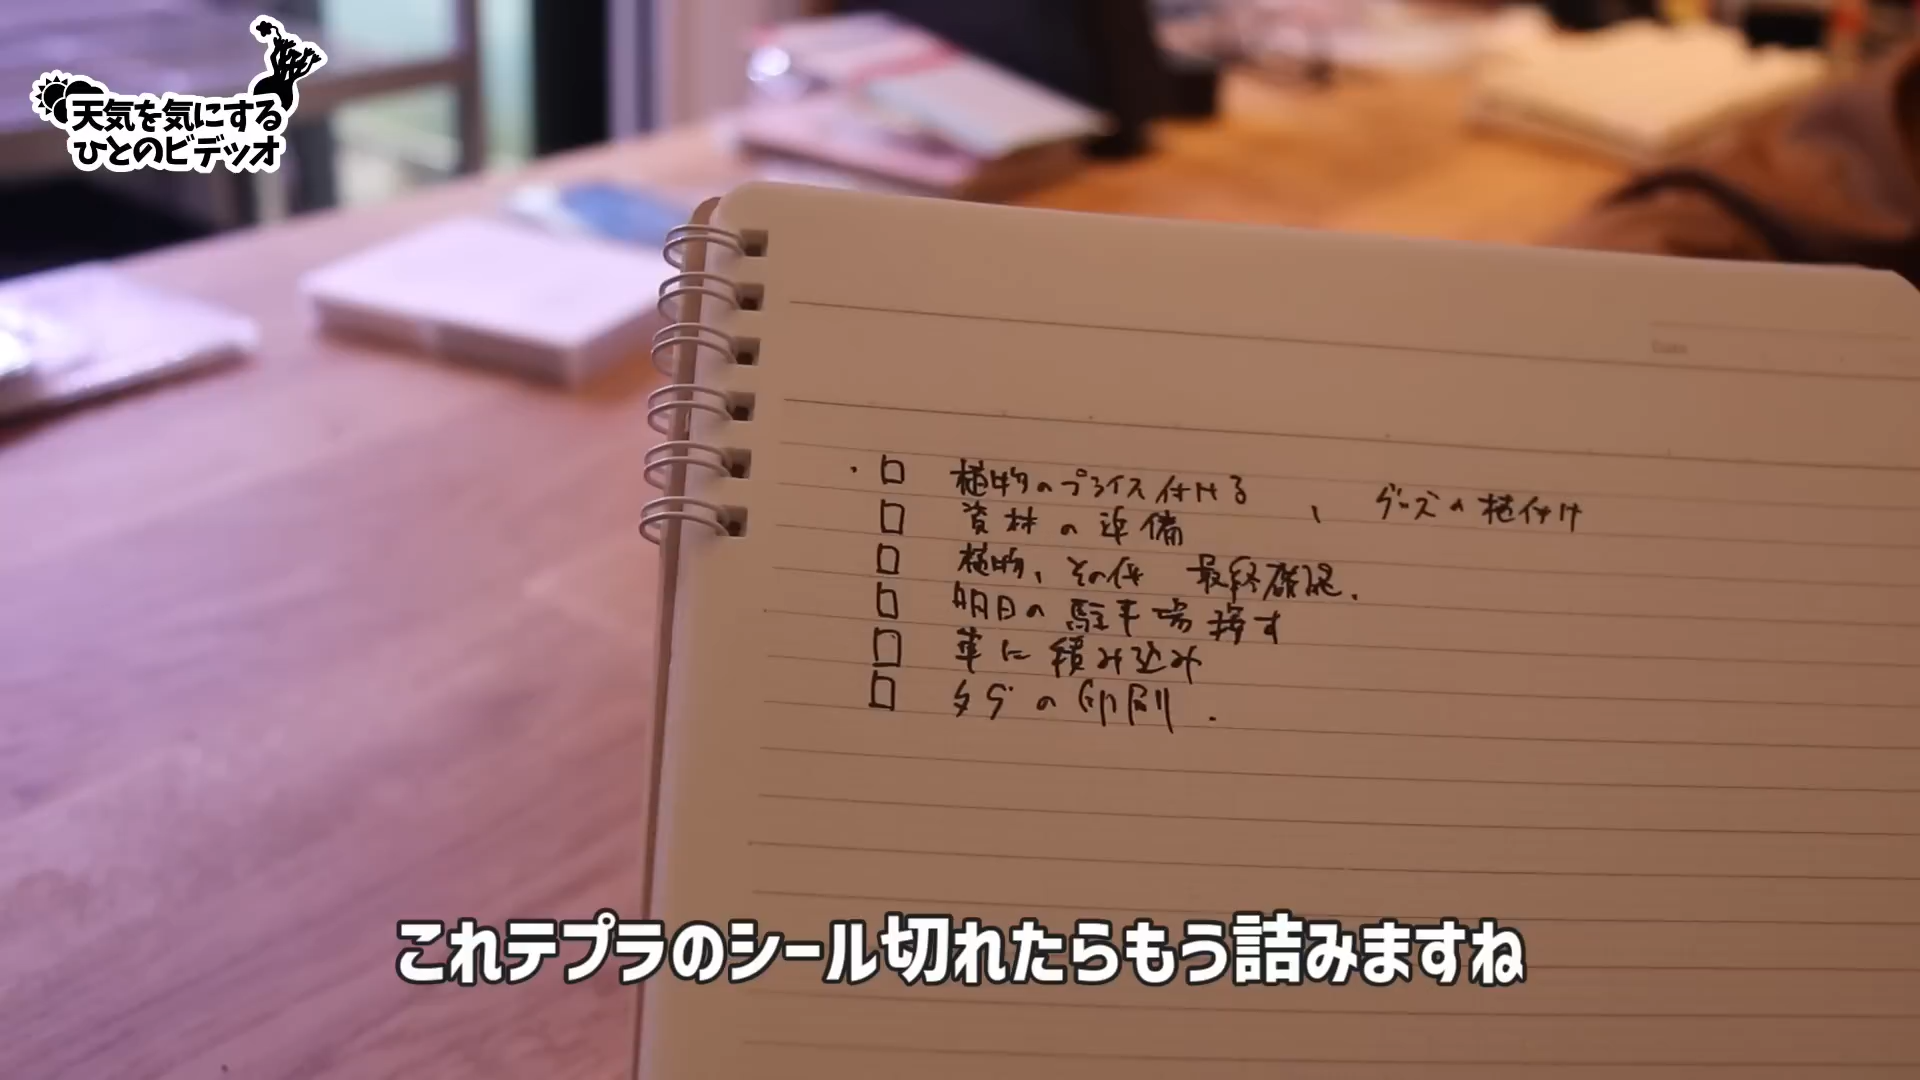 天気を気にする
ひとのビデヲ
植物のプライス付ける 、 グッズの値付け
資材の準備
植物、その他 最終確認.
明日の駐車場探す
車に積み込み
タグの印刷.
これテプラのシール切れたらもう詰みますね